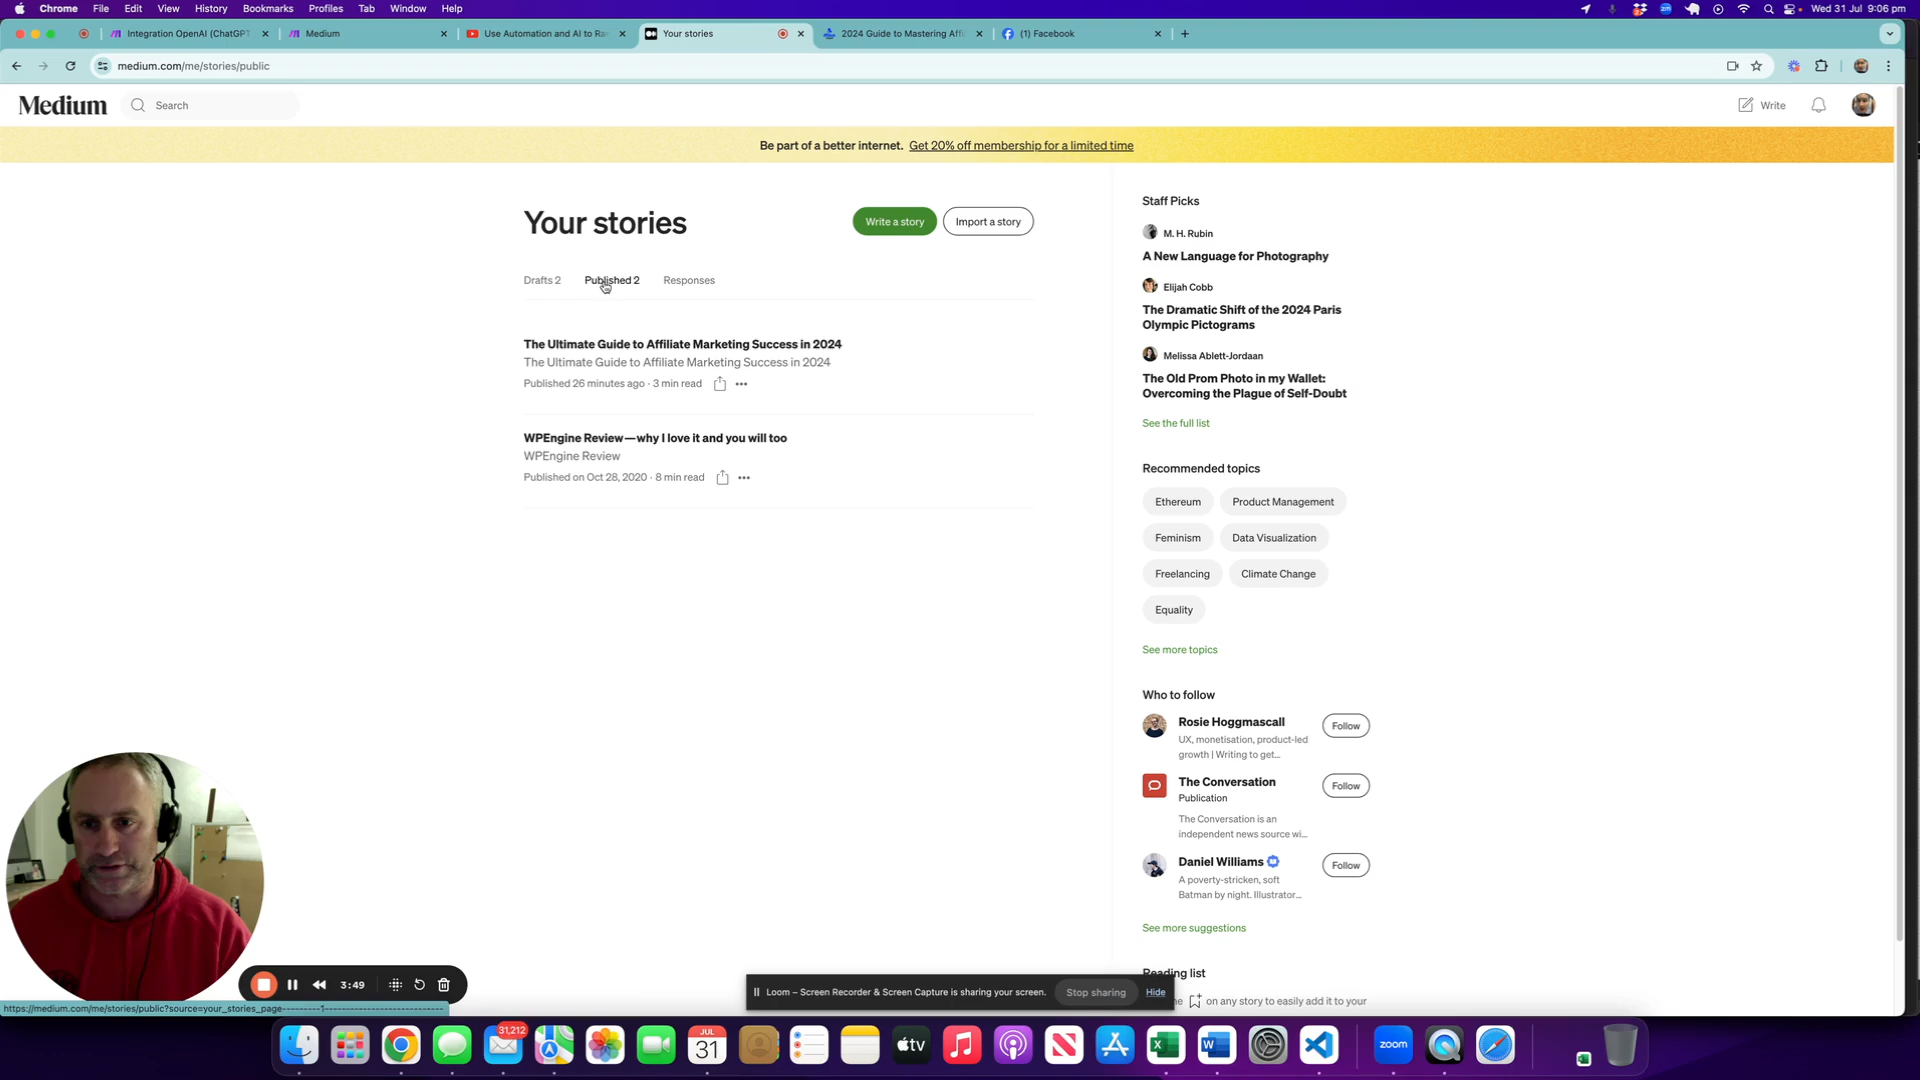 Chrome File Edit View History Bookmarks Profiles Tab Window Help
Wed 31 Jul 9:06 pm
Integration OpenAI (ChatGPT
Medium
Use Automation and AI to Ra
Your stories
2024 Guide to Mastering Affi
(1) Facebook
medium.com/me/stories/public
Medium
Search
Write
Be part of a better internet. Get 20% off membership for a limited time
Your stories
Write a story
Import a story
Drafts 2
Published 2
Responses
The Ultimate Guide to Affiliate Marketing Success in 2024
The Ultimate Guide to Affiliate Marketing Success in 2024
Published 26 minutes ago · 3 min read
WPEngine Review — why I love it and you will too
WPEngine Review
Published on Oct 28, 2020 · 8 min read
Staff Picks
M. H. Rubin
A New Language for Photography
Elijah Cobb
The Dramatic Shift of the 2024 Paris
Olympic Pictograms
Melissa Ablett-Jordaan
The Old Prom Photo in my Wallet:
Overcoming the Plague of Self-Doubt
See the full list
Recommended topics
Ethereum
Product Management
Feminism
Data Visualization
Freelancing
Climate Change
Equality
See more topics
Who to follow
Rosie Hoggmascall
Follow
UX, monetisation, product-led
growth | Writing to get...
The Conversation
Follow
Publication
The Conversation is an
independent news source wi...
Daniel Williams
Follow
A poverty-stricken, soft
Batman by night. Illustrator...
See more suggestions
Reading list
on any story to easily add it to your
3:49
Loom – Screen Recorder & Screen Capture is sharing your screen.
Stop sharing
Hide
https://medium.com/me/stories/public?source=your_stories_page
31,212
JUL
31
tv
zoom